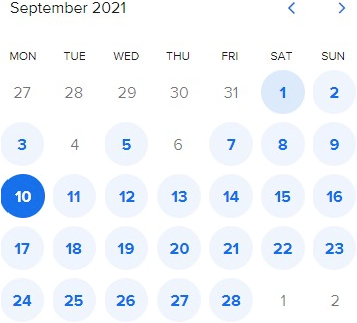 September 2021
MON TUE WED THU FRI SAT SUN
27 28 29 30 31 1 2
3 4 5 6 7 8 9
10 11 12 13 14 15 16
17 18 19 20 21 22 23
24 25 26 27 28 1 2